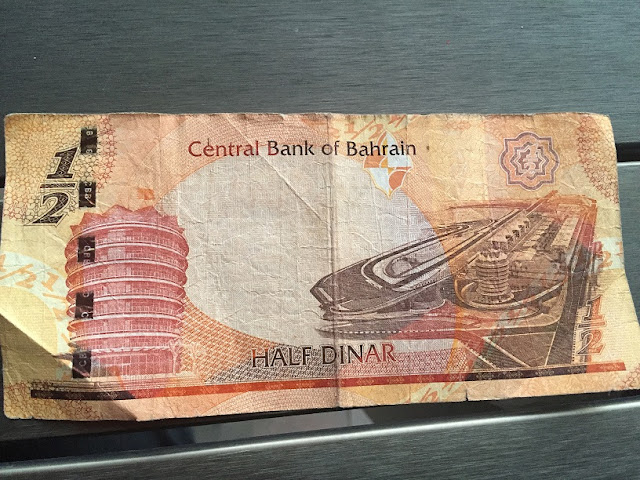 Central Bank of Bahrain
1/2
HALF DINAR
1/2